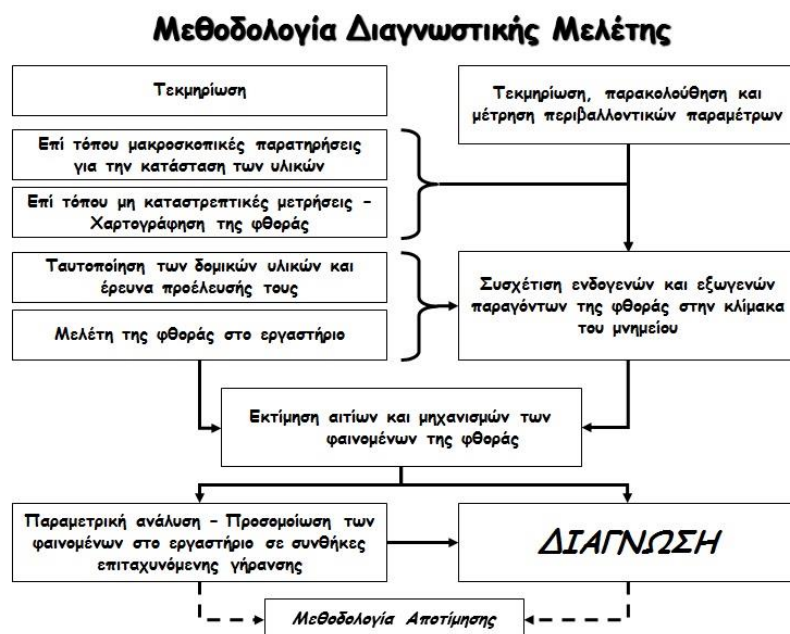 Μεθοδολογία Διαγνωστικής Μελέτης
Τεκμηρίωση
Τεκμηρίωση, παρακολούθηση και
μέτρηση περιβαλλοντικών παραμέτρων
Επί τόπου μακροσκοπικές παρατηρήσεις
για την κατάσταση των υλικών
Επί τόπου μη καταστρεπτικές μετρήσεις –
Χαρτογράφηση της φθοράς
Ταυτοποίηση των δομικών υλικών και
έρευνα προέλευσής τους
Μελέτη της φθοράς στο εργαστήριο
Συσχέτιση ενδογενών και εξωγενών
παραγόντων της φθοράς στην κλίμακα
του μνημείου
Εκτίμηση αιτίων και μηχανισμών των
φαινομένων της φθοράς
Παραμετρική ανάλυση – Προσομοίωση των
φαινομένων στο εργαστήριο σε συνθήκες
επιταχυνόμενης γήρανσης
ΔΙΑΓΝΩΣΗ
Μεθοδολογία Αποτίμησης